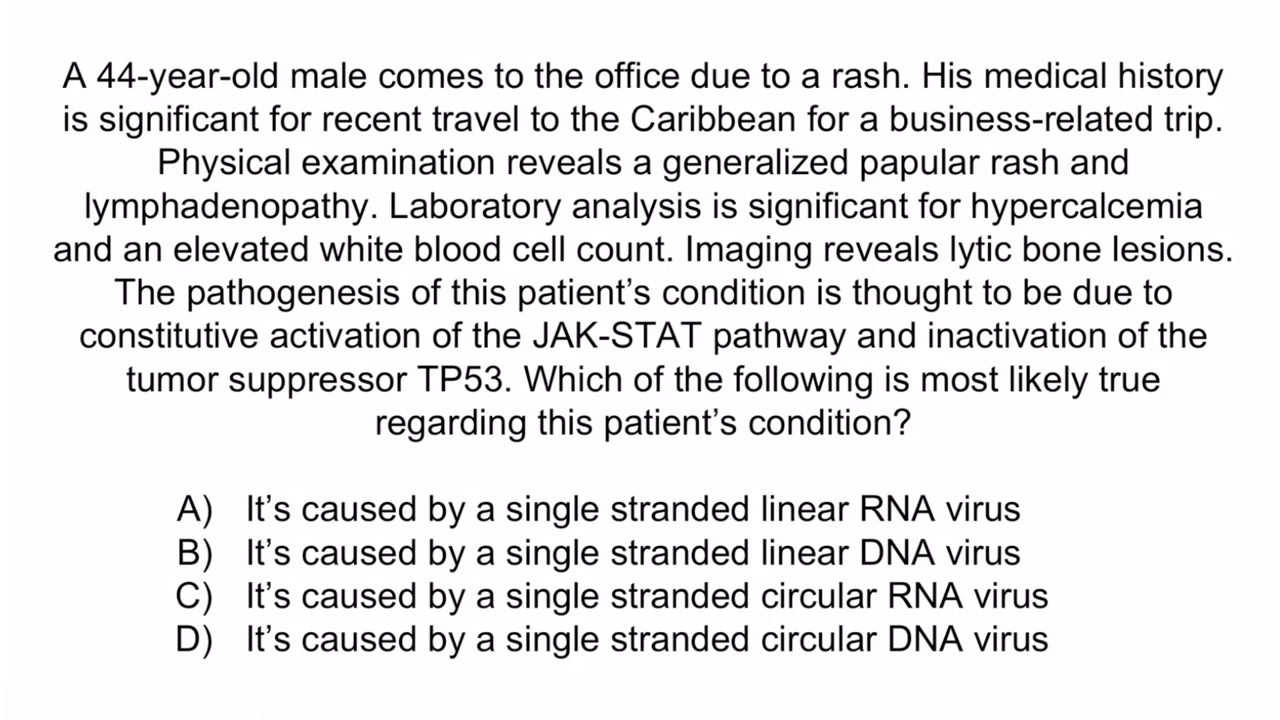 A 44-year-old male comes to the office due to a rash. His medical history
is significant for recent travel to the Caribbean for a business-related trip.
Physical examination reveals a generalized papular rash and
lymphadenopathy. Laboratory analysis is significant for hypercalcemia
and an elevated white blood cell count. Imaging reveals lytic bone lesions.
The pathogenesis of this patient’s condition is thought to be due to
constitutive activation of the JAK-STAT pathway and inactivation of the
tumor suppressor TP53. Which of the following is most likely true
regarding this patient’s condition?
A) It’s caused by a single stranded linear RNA virus
B) It’s caused by a single stranded linear DNA virus
C) It’s caused by a single stranded circular RNA virus
D) It’s caused by a single stranded circular DNA virus